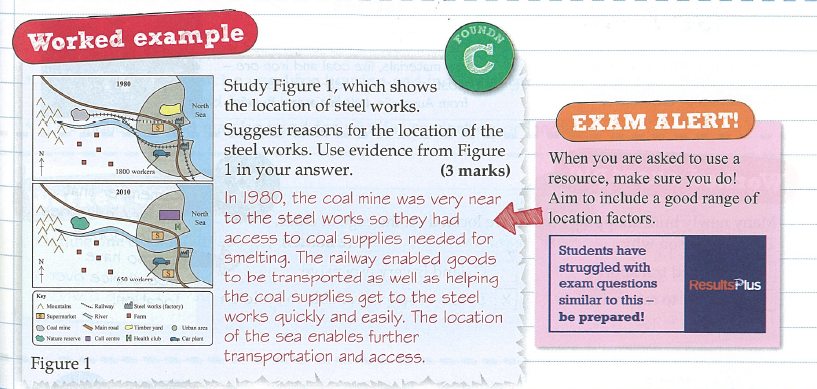 Worked example
FOUNDN
C
Study Figure 1, which shows
the location of steel works.
Suggest reasons for the location of the
steel works. Use evidence from Figure
1 in your answer. (3 marks)
In 1980, the coal mine was very near
to the steel works so they had
access to coal supplies needed for
smelting. The railway enabled goods
to be transported as well as helping
the coal supplies get to the steel
works quickly and easily. The location
of the sea enables further
transportation and access.
1980
North
Sea
S
N
1800 workers
2010
North
Sea
H
S
S
N
650 workers
Key
Mountains Railway Steel works (factory)
S Supermarket River Farm
Coal mine Main road Timber yard Urban area
Nature reserve Call centre H Health club Car plant
Figure 1
EXAM ALERT!
When you are asked to use a
resource, make sure you do!
Aim to include a good range of
location factors.
Students have
struggled with
exam questions
similar to this –
be prepared!
ResultsPlus